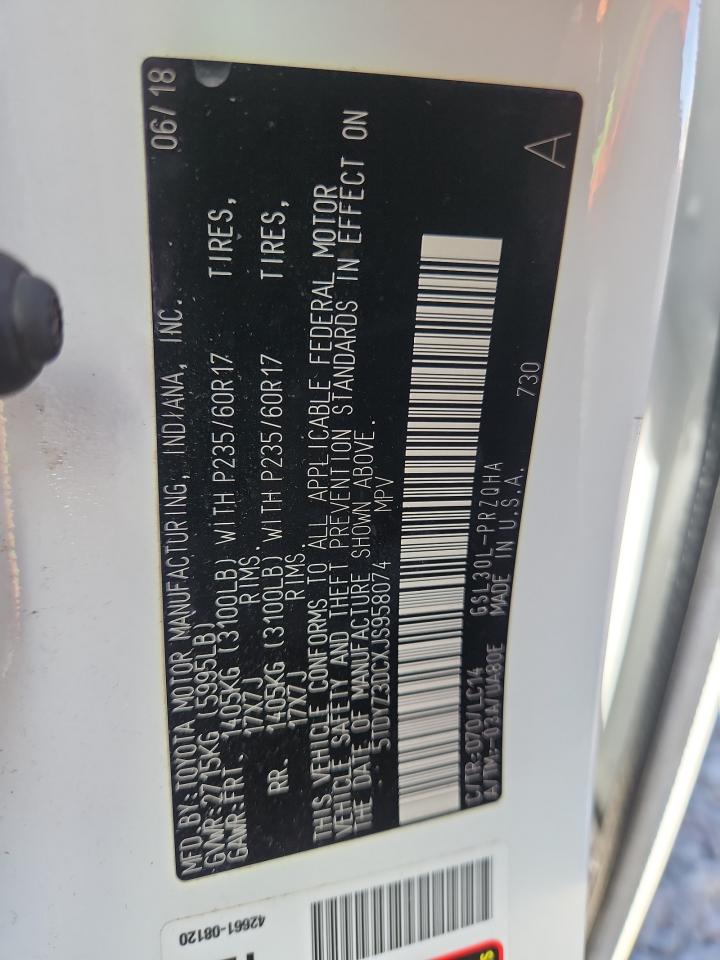 MFD BY:TOYOTA MOTOR MANUFACTURING, INDIANA, INC. 06/18
GVWR:2715KG (5995LB)
GAWR:FRT. 1405KG (3100LB) WITH P235/60R17 TIRES,
17X7J RIMS.
RR. 1405KG (3100LB) WITH P235/60R17 TIRES,
17X7J RIMS.
THIS VEHICLE CONFORMS TO ALL APPLICABLE FEDERAL MOTOR
VEHICLE SAFETY AND THEFT PREVENTION STANDARDS IN EFFECT ON
THE DATE OF MANUFACTURE SHOWN ABOVE.
5TDYZ3DCXJS958074 MPV
C/TR:070/LC14 GSL30L-PRZQHA 730
A/TM:-03A/UA80E MADE IN U.S.A. A
42661-08120